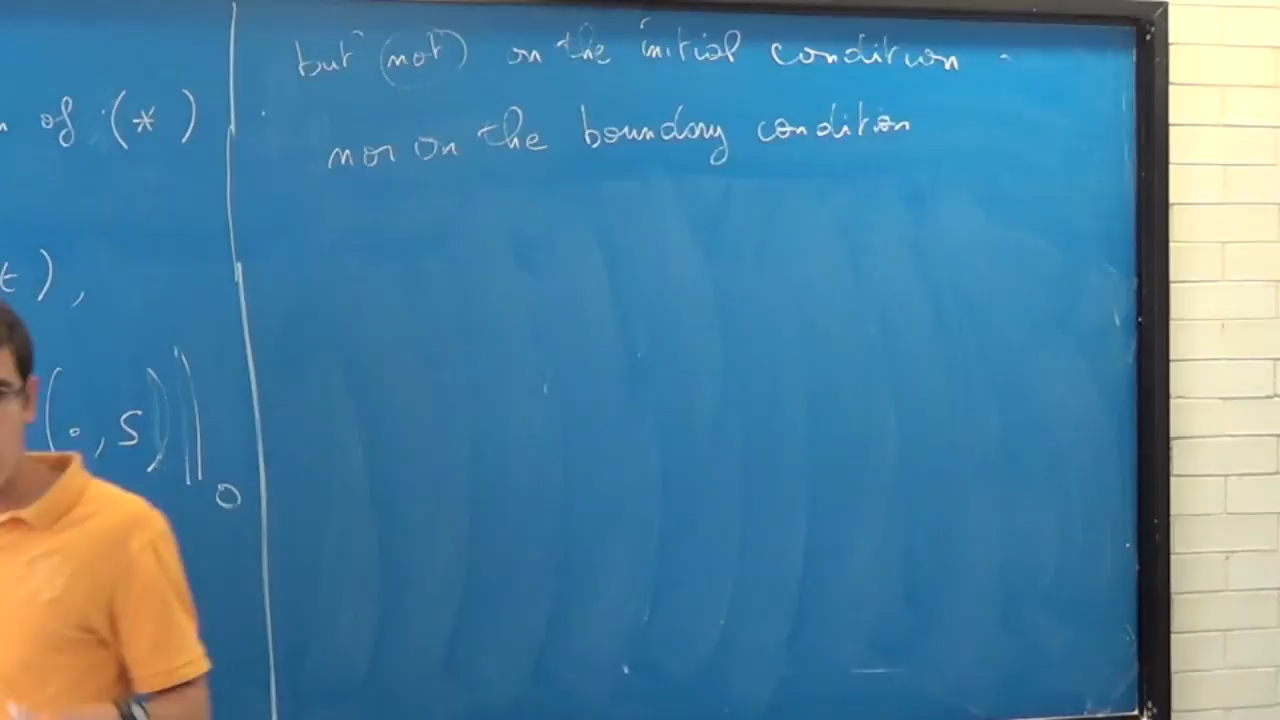 of (*)
t),
(·, s)||₀
but (not) on the initial condition
nor on the boundary condition